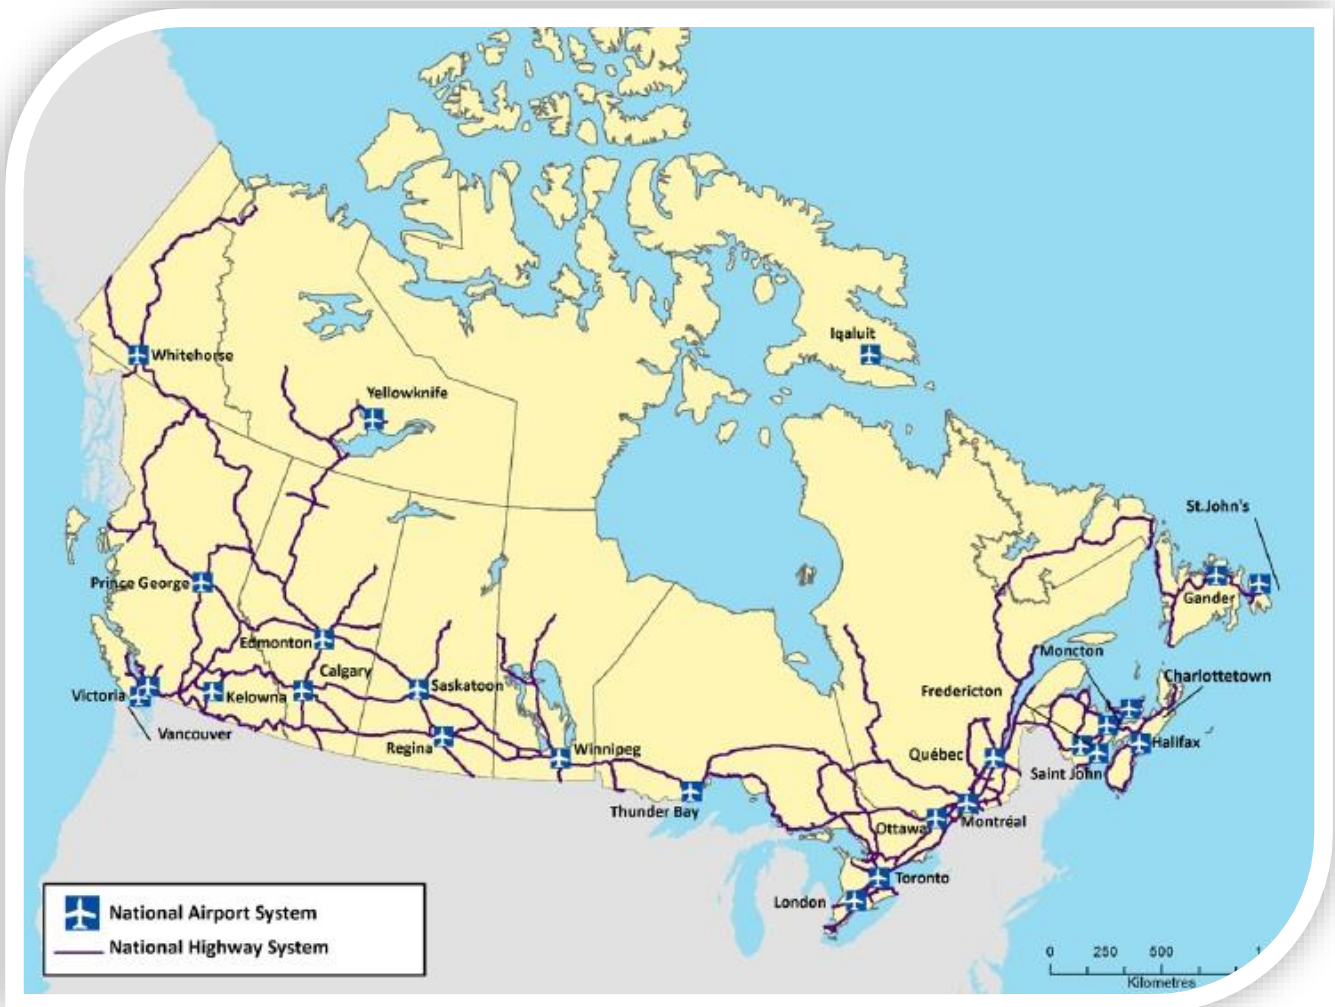 Iqaluit
Whitehorse
Yellowknife
St.John's
Prince George
Gander
Edmonton
Moncton
Calgary
Charlottetown
Saskatoon
Fredericton
Victoria
Kelowna
Vancouver
Regina
Winnipeg
Québec
Halifax
Saint John
Thunder Bay
Ottawa
Montréal
Toronto
London
National Airport System
National Highway System
0 250 500
Kilometres